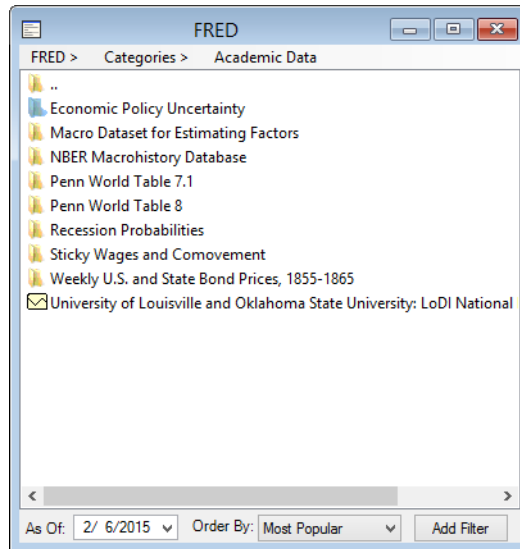 FRED
FRED > Categories > Academic Data
..
Economic Policy Uncertainty
Macro Dataset for Estimating Factors
NBER Macrohistory Database
Penn World Table 7.1
Penn World Table 8
Recession Probabilities
Sticky Wages and Comovement
Weekly U.S. and State Bond Prices, 1855-1865
University of Louisville and Oklahoma State University: LoDI National
As Of: 2/ 6/2015 Order By: Most Popular Add Filter